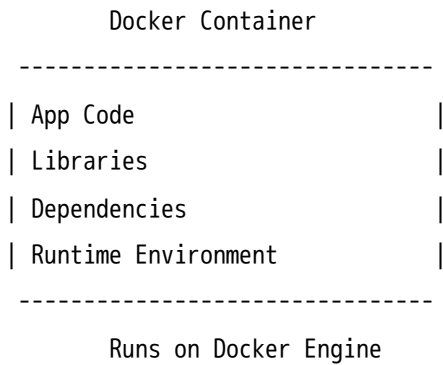 Docker Container
--------------------------------
| App Code |
| Libraries |
| Dependencies |
| Runtime Environment |
--------------------------------
Runs on Docker Engine